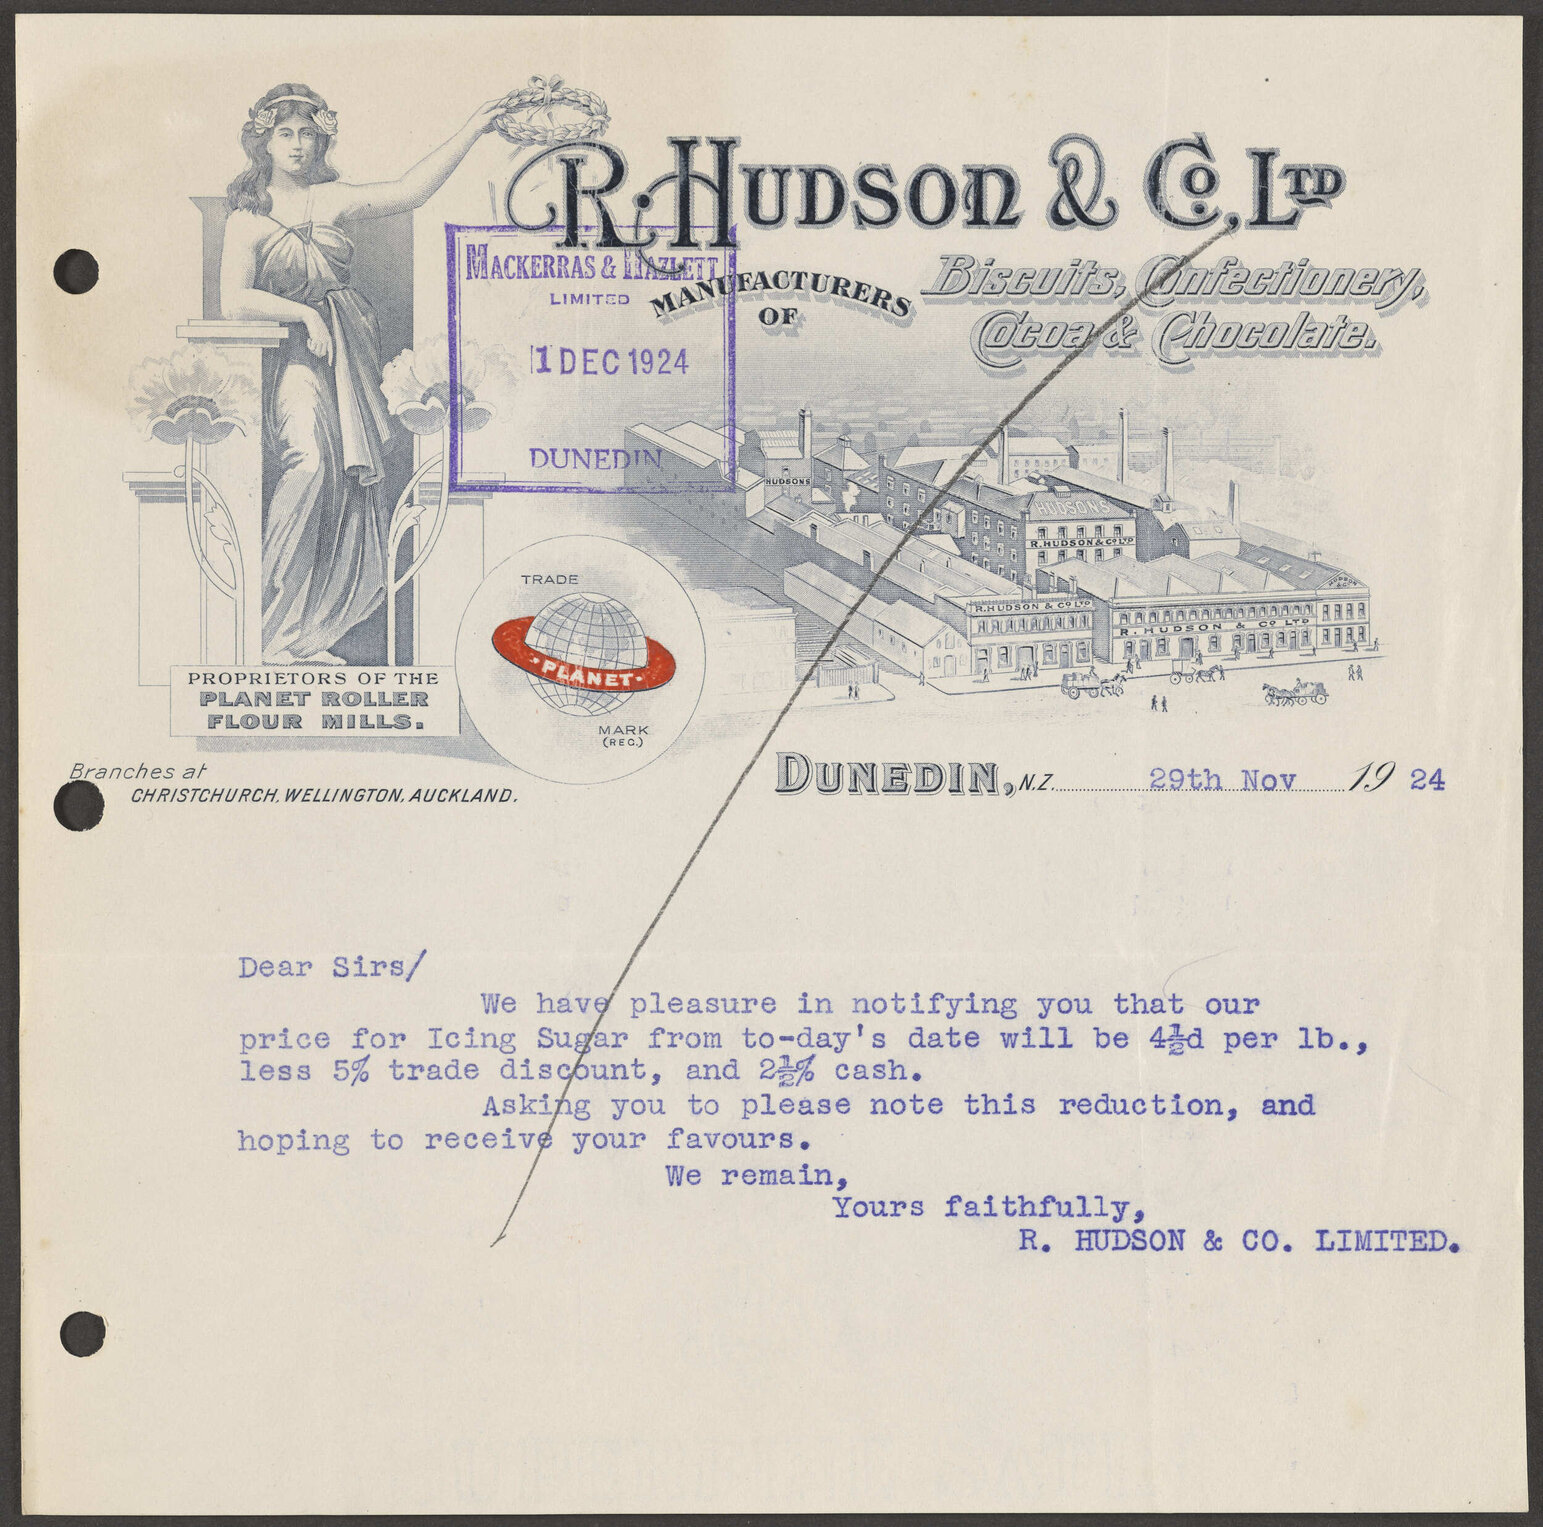 R. HUDSON & CO. LTD
MANUFACTURERS
OF
Biscuits, Confectionery,
Cocoa & Chocolate.
MACKERRAS & HAZLETT
LIMITED
1 DEC 1924
DUNEDIN
HUDSONS
HUDSONS
R. HUDSON & CO LTD
R. HUDSON & CO LTD
R. HUDSON & CO LTD
HUDSON
& CO
TRADE
·PLANET·
MARK
(REG.)
PROPRIETORS OF THE
PLANET ROLLER
FLOUR MILLS.
Branches at
CHRISTCHURCH, WELLINGTON, AUCKLAND.
DUNEDIN, N.Z. 29th Nov 19 24
Dear Sirs/
We have pleasure in notifying you that our
price for Icing Sugar from to-day's date will be 4½d per lb.,
less 5% trade discount, and 2½% cash.
Asking you to please note this reduction, and
hoping to receive your favours.
We remain,
Yours faithfully,
R. HUDSON & CO. LIMITED.